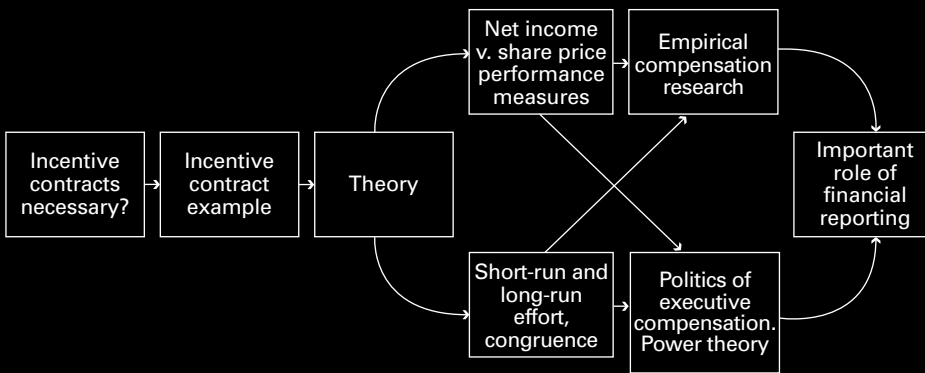 Incentive
contracts
necessary?
Incentive
contract
example
Theory
Net income
v. share price
performance
measures
Empirical
compensation
research
Short-run and
long-run
effort,
congruence
Politics of
executive
compensation.
Power theory
Important
role of
financial
reporting